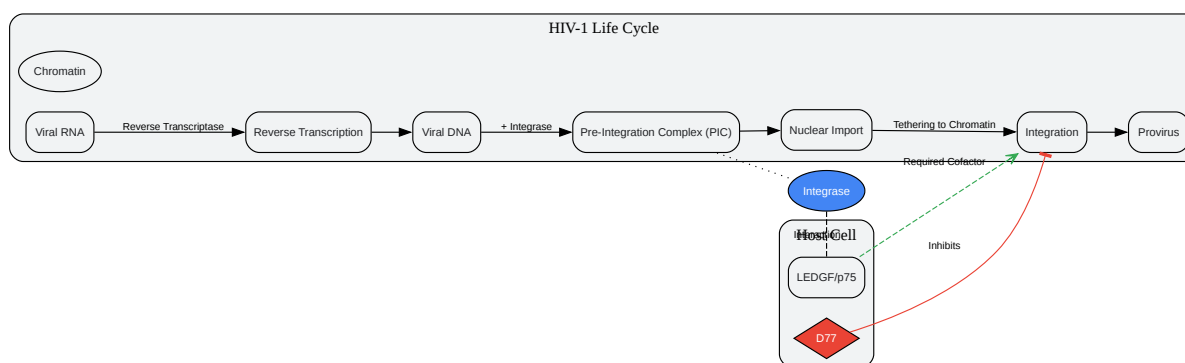 HIV-1 Life Cycle
Chromatin
Viral RNA
Reverse Transcriptase
Reverse Transcription
Viral DNA
+ Integrase
Pre-Integration Complex (PIC)
Nuclear Import
Tethering to Chromatin
Integration
Provirus
Required Cofactor
Integrase
Interaction
Host Cell
Inhibits
LEDGF/p75
D77